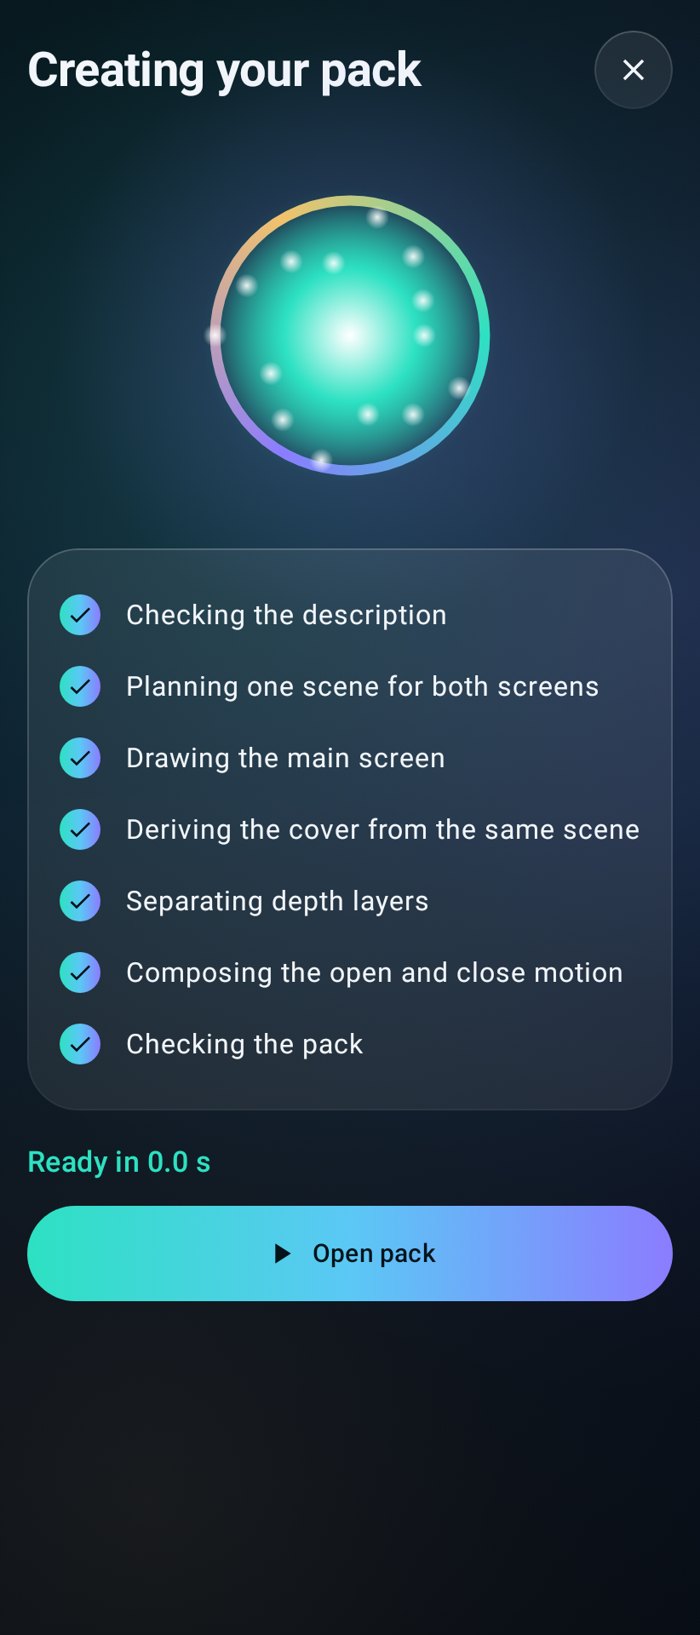 Creating your pack
Checking the description
Planning one scene for both screens
Drawing the main screen
Deriving the cover from the same scene
Separating depth layers
Composing the open and close motion
Checking the pack
Ready in 0.0 s
Open pack